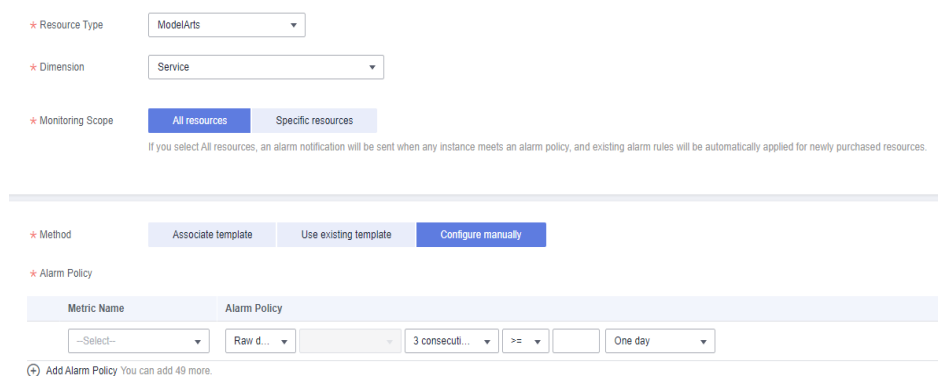 * Resource Type ModelArts
* Dimension Service
* Monitoring Scope All resources Specific resources
If you select All resources, an alarm notification will be sent when any instance meets an alarm policy, and existing alarm rules will be automatically applied for newly purchased resources.
* Method Associate template Use existing template Configure manually
* Alarm Policy
Metric Name Alarm Policy
--Select-- Raw d... 3 consecuti... >= One day
Add Alarm Policy You can add 49 more.